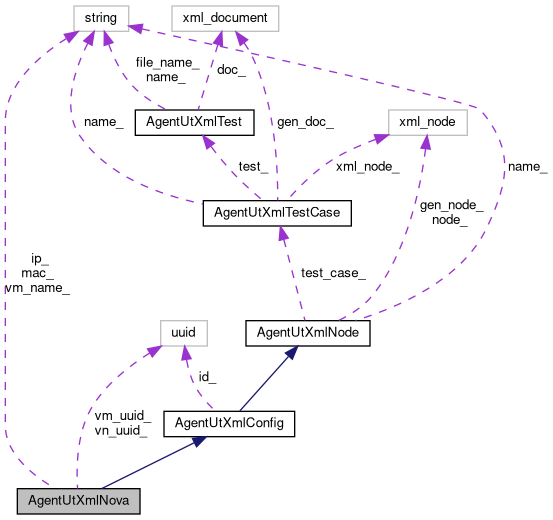 string
xml_document
file_name_
name_
doc_
AgentUtXmlTest
name_
gen_doc_
xml_node
test_
xml_node_
name_
AgentUtXmlTestCase
gen_node_
node_
ip_
mac_
vm_name_
test_case_
uuid
AgentUtXmlNode
id_
vm_uuid_
vn_uuid_
AgentUtXmlConfig
AgentUtXmlNova